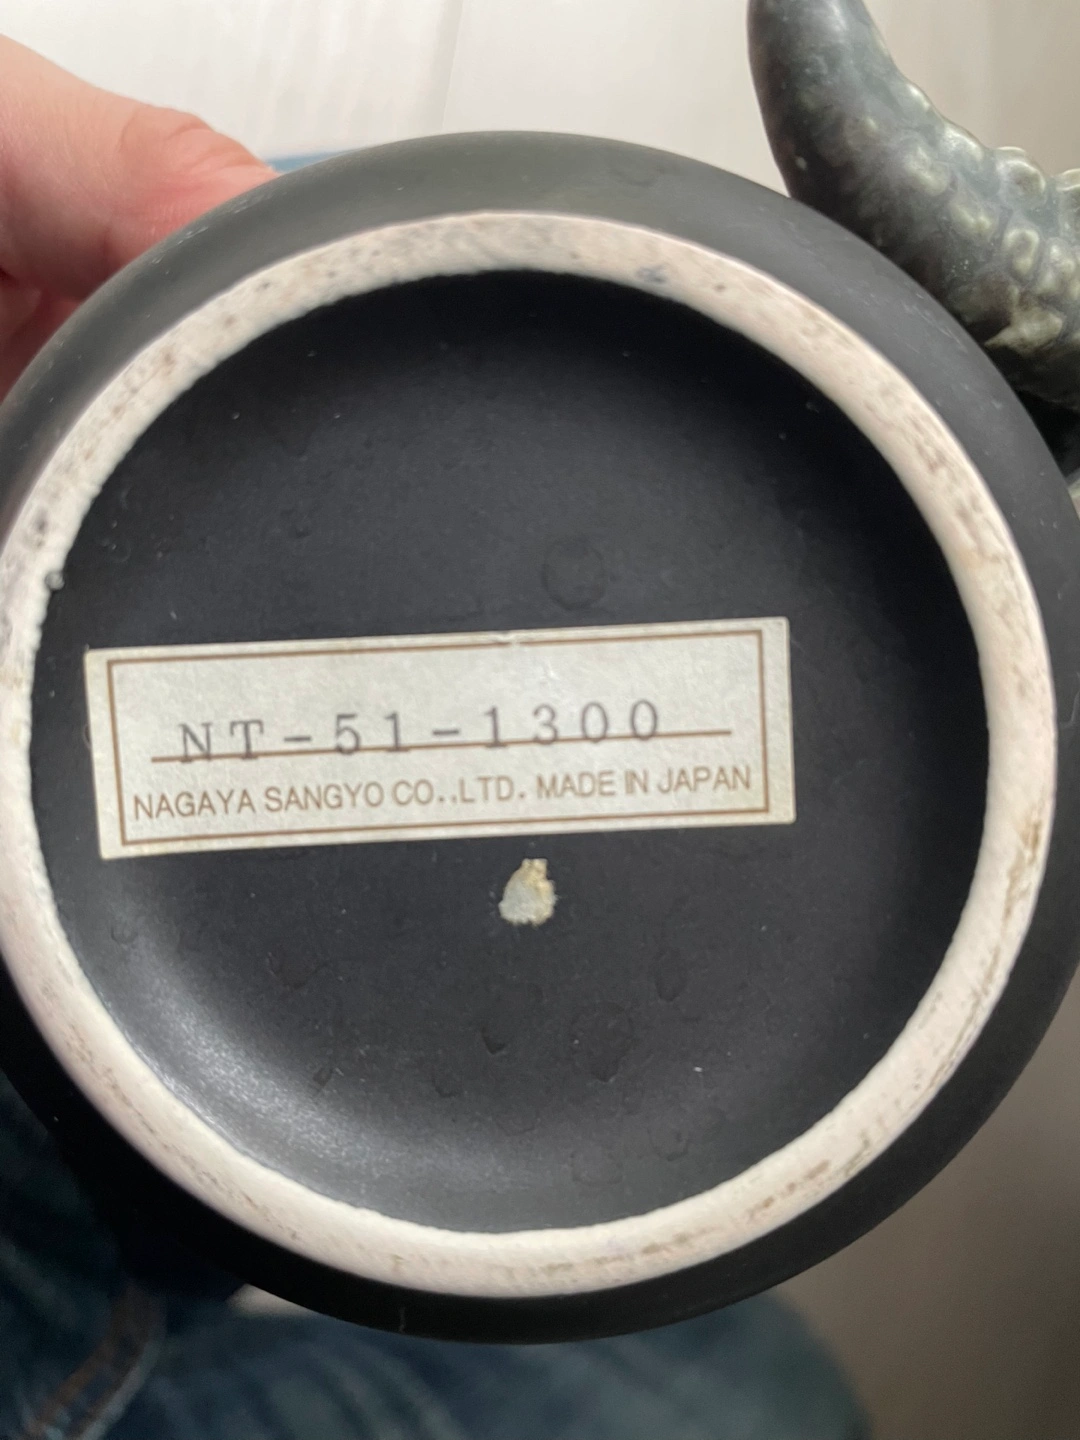 NT-51-1300
NAGAYA SANGYO CO..LTD. MADE IN JAPAN